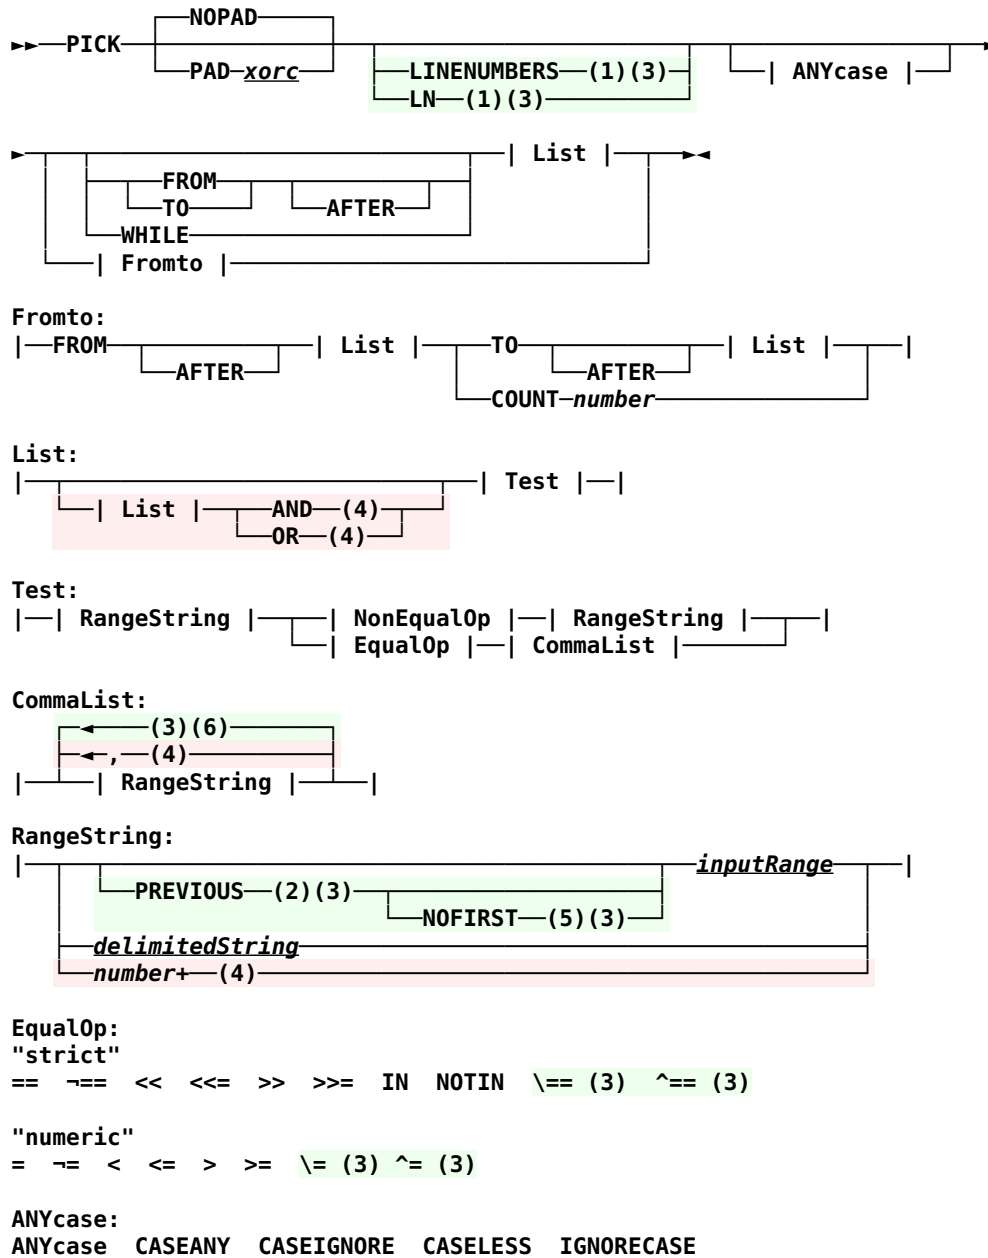 NOPAD
►►──PICK
PAD─xorc LINENUMBERS──(1)(3) | ANYcase |
LN──(1)(3)
| List | ►◄
FROM
TO AFTER
WHILE
| Fromto |
Fromto:
|──FROM | List | TO | List | |
AFTER AFTER
COUNT─number
List:
| | Test |──|
| List | AND──(4)
OR──(4)
Test:
|──| RangeString | | NonEqualOp |──| RangeString | |
| EqualOp |──| CommaList |
CommaList:
◄ (3)(6)
◄─,──(4)
| | RangeString | |
RangeString:
| inputRange |
PREVIOUS──(2)(3)
NOFIRST──(5)(3)
delimitedString
number+──(4)
EqualOp:
"strict"
== ¬== << <<= >> >>= IN NOTIN \== (3) ^== (3)
"numeric"
= ¬= < <= > >= \= (3) ^= (3)
ANYcase:
ANYcase CASEANY CASEIGNORE CASELESS IGNORECASE